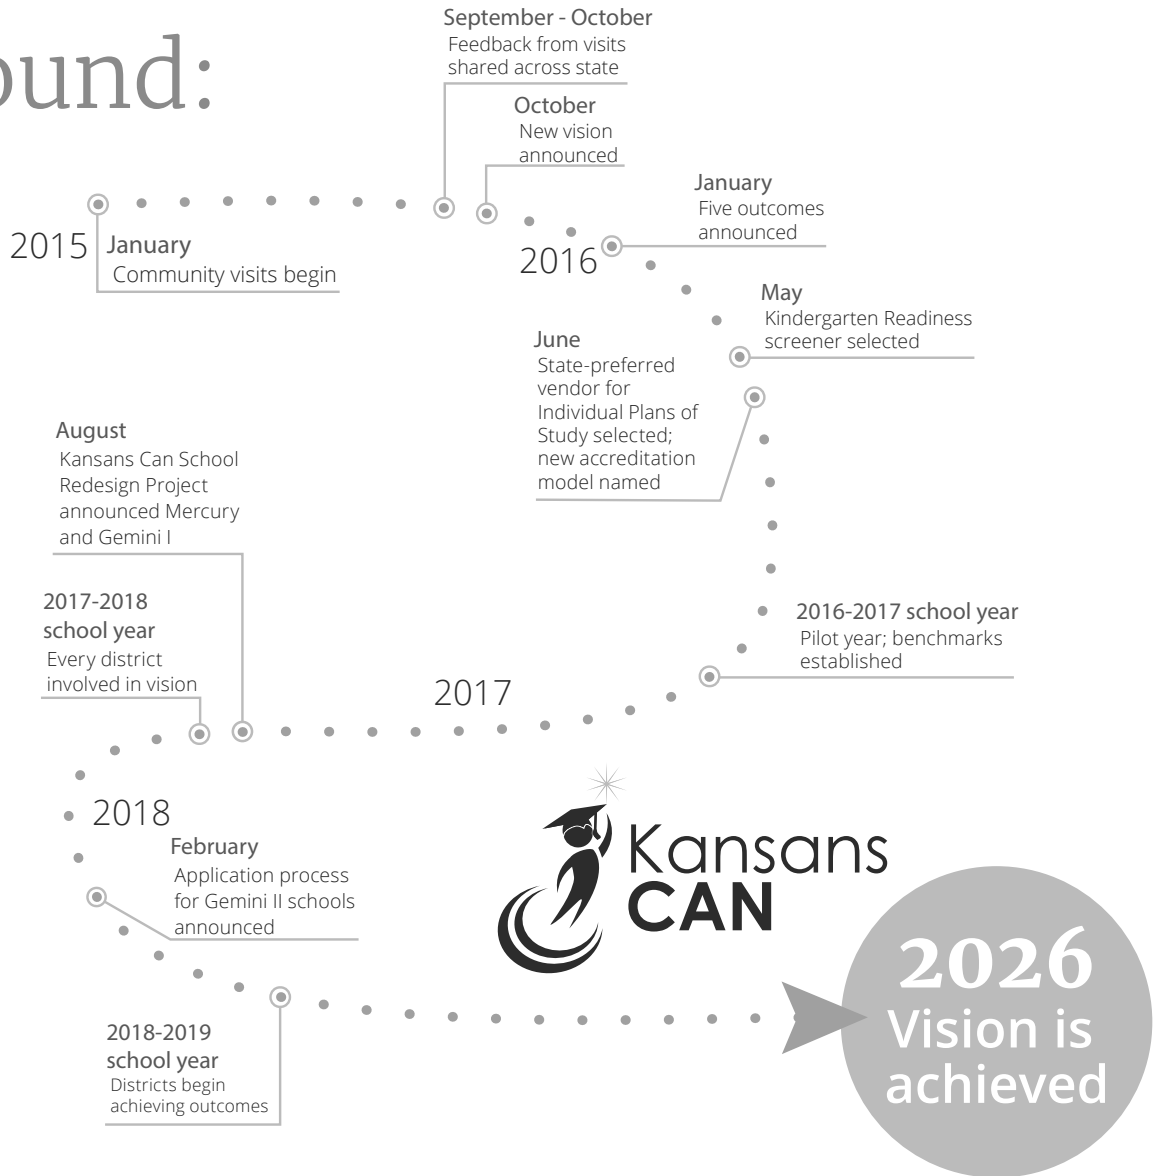 ound:
September - October
Feedback from visits
shared across state
October
New vision
announced
January
Five outcomes
announced
2015
January
Community visits begin
2016
May
Kindergarten Readiness
screener selected
June
State-preferred
vendor for
Individual Plans of
Study selected;
new accreditation
model named
2016-2017 school year
Pilot year; benchmarks
established
2017
August
Kansans Can School
Redesign Project
announced Mercury
and Gemini I
2017-2018
school year
Every district
involved in vision
2018
February
Application process
for Gemini II schools
announced
2018-2019
school year
Districts begin
achieving outcomes
Kansans
CAN
2026
Vision is
achieved